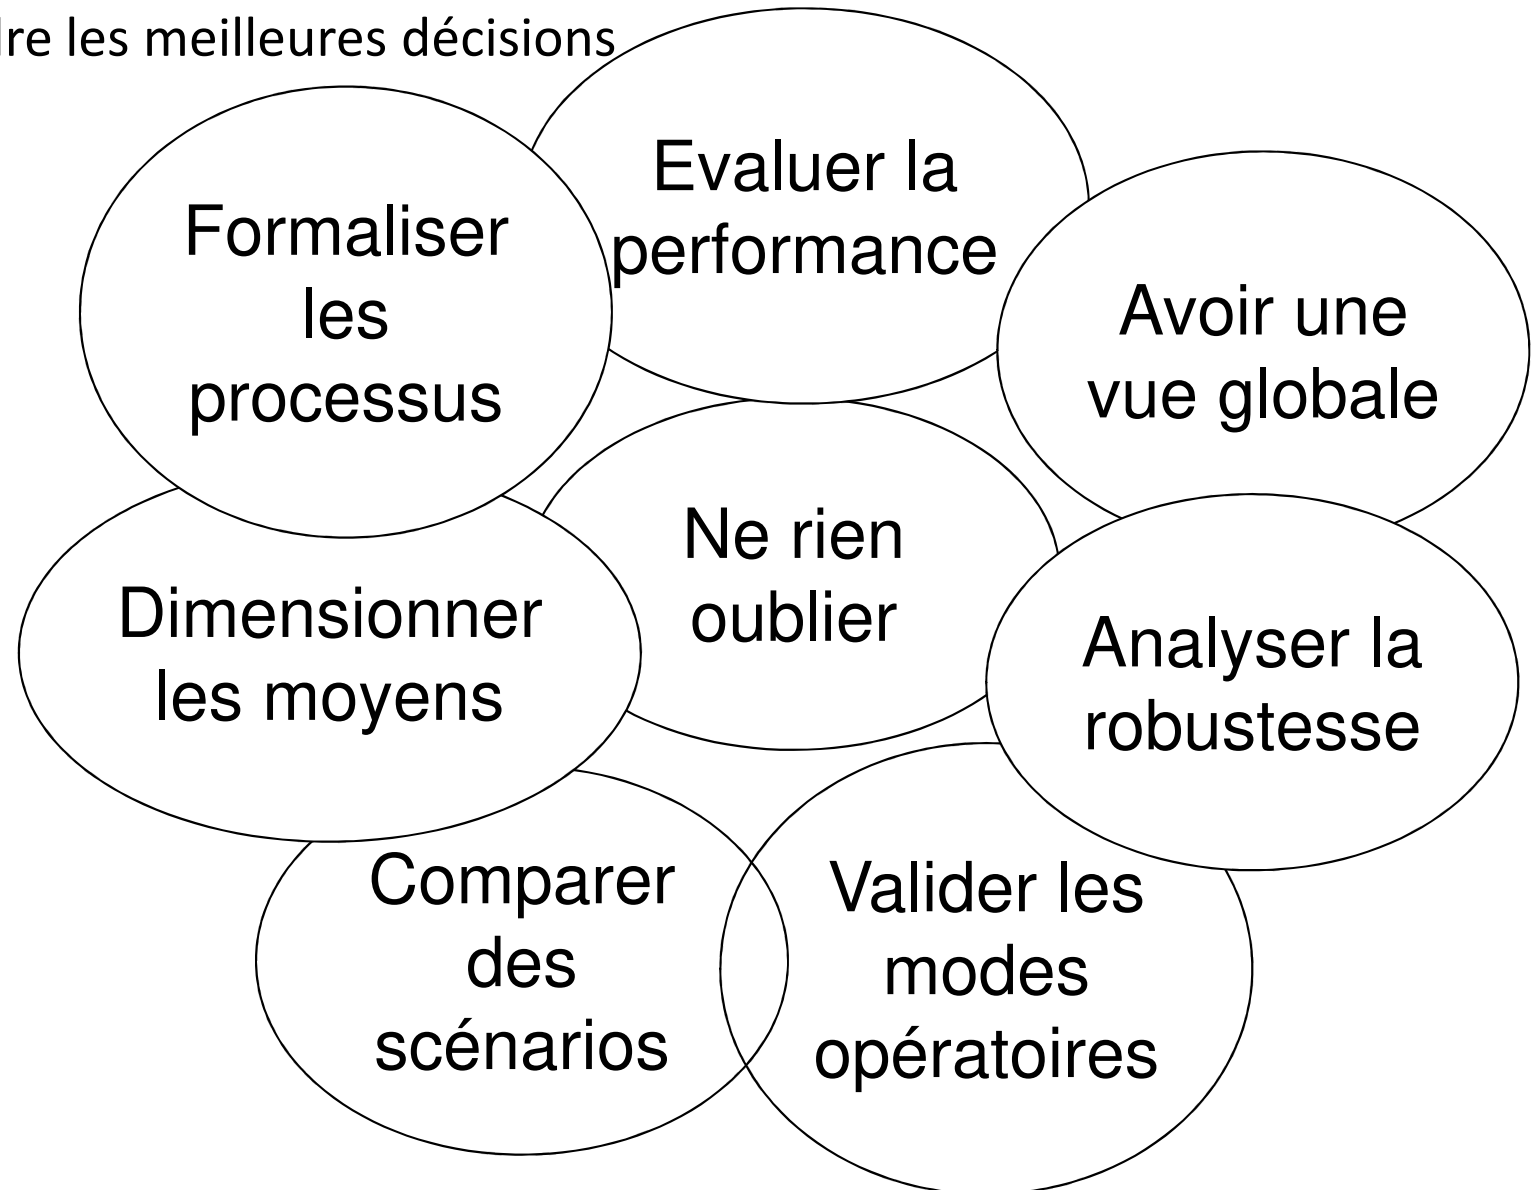 les meilleures décisions
Evaluer la
performance
Formaliser
les
processus
Avoir une
vue globale
Ne rien
oublier
Dimensionner
les moyens
Analyser la
robustesse
Comparer
des
scénarios
Valider les
modes
opératoires